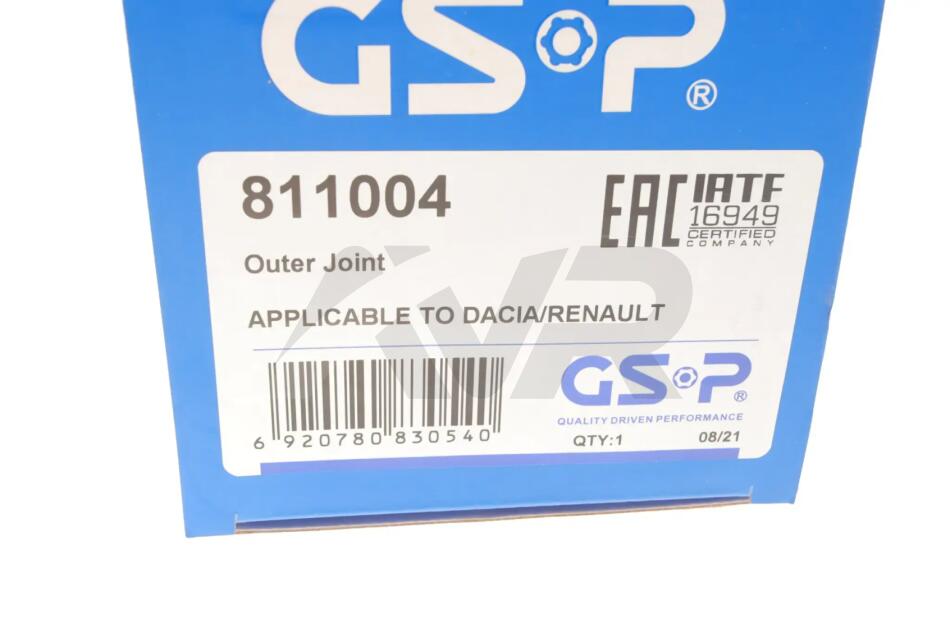 GSP®
811004
EAC IATF
16949
CERTIFIED
COMPANY
Outer Joint
APPLICABLE TO DACIA/RENAULT
GSP®
QUALITY DRIVEN PERFORMANCE
6 920780 830540
QTY:1 08/21